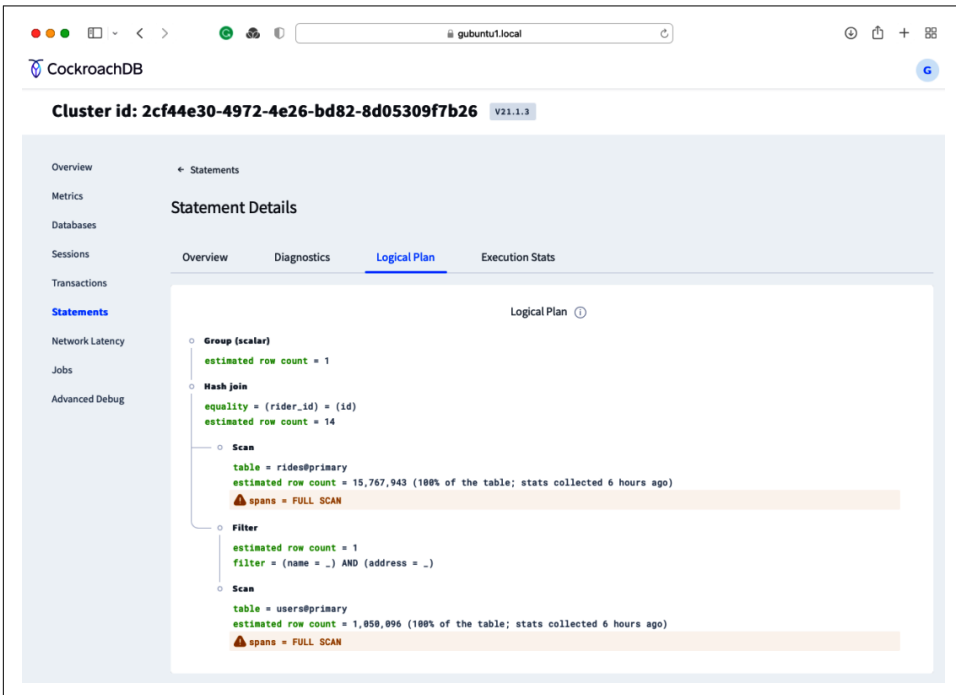 gubuntu1.local
CockroachDB
G
Cluster id: 2cf44e30-4972-4e26-bd82-8d05309f7b26 V21.1.3
Overview
Metrics
Databases
Sessions
Transactions
Statements
Network Latency
Jobs
Advanced Debug
← Statements
Statement Details
Overview Diagnostics Logical Plan Execution Stats
Logical Plan
Group (scalar)
estimated row count = 1
Hash join
equality = (rider_id) = (id)
estimated row count = 14
Scan
table = rides@primary
estimated row count = 15,767,943 (100% of the table; stats collected 6 hours ago)
spans = FULL SCAN
Filter
estimated row count = 1
filter = (name = _) AND (address = _)
Scan
table = users@primary
estimated row count = 1,050,096 (100% of the table; stats collected 6 hours ago)
spans = FULL SCAN